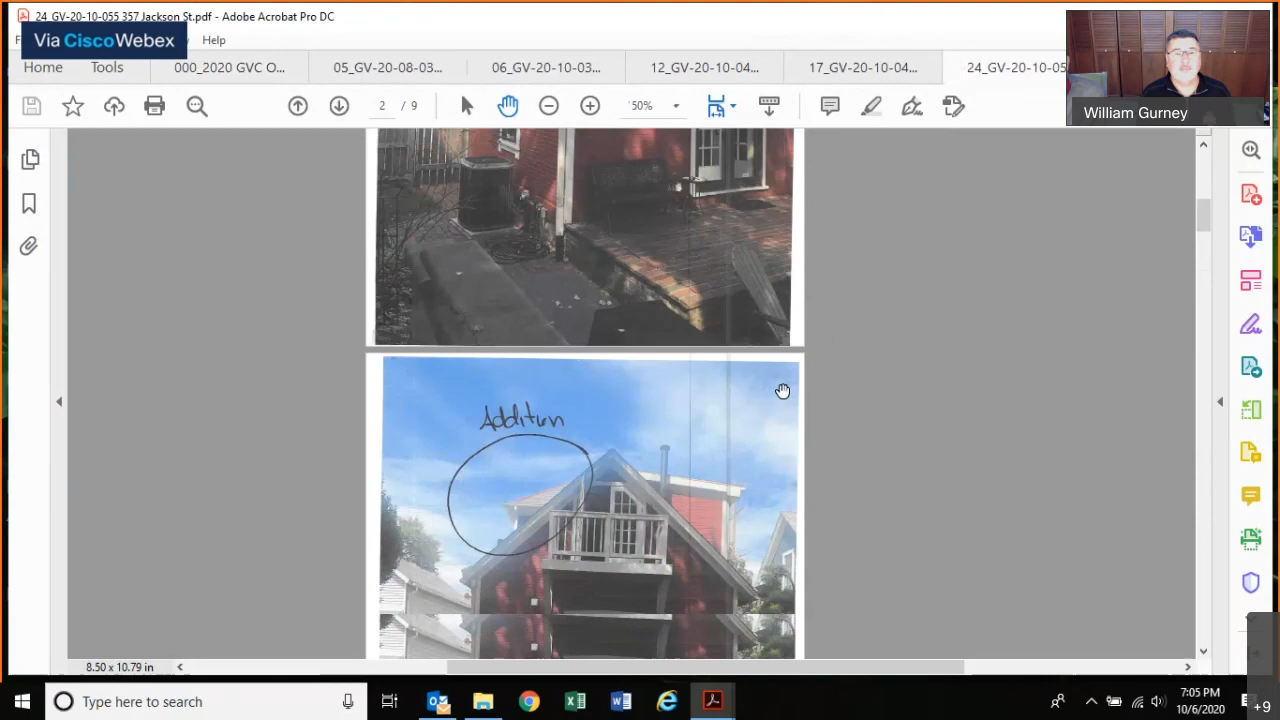 24_GV-20-10-055 357 Jackson St.pdf - Adobe Acrobat Pro DC
Via CiscoWebex
Help
Home
Tools
000_2020 GVC O...
05_GV-20-08-03...
06_GV-20-10-03...
12_GV-20-10-04...
17_GV-20-10-04...
24_GV-20-10-05
2 / 9
50%
William Gurney
Addition
8.50 x 10.79 in
Type here to search
7:05 PM
10/6/2020
+9